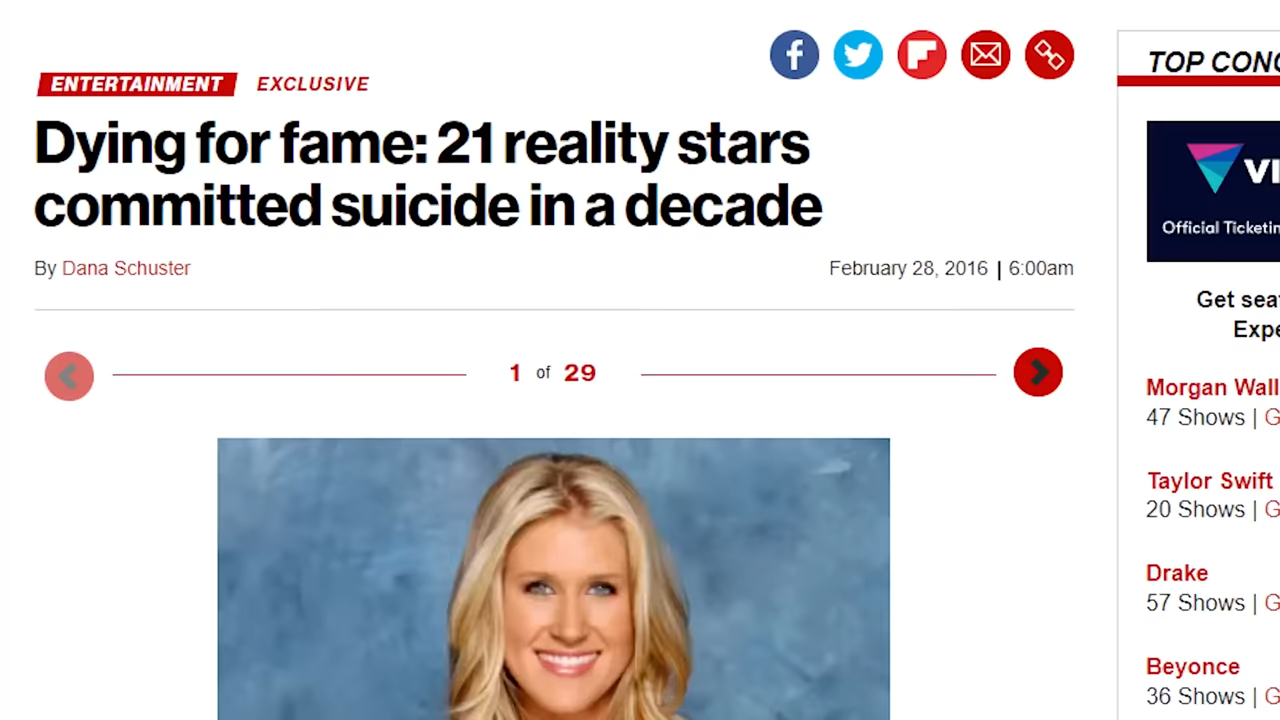 ENTERTAINMENT EXCLUSIVE
Dying for fame: 21 reality stars
committed suicide in a decade
By Dana Schuster
February 28, 2016 | 6:00am
1 of 29
TOP CONC
VI
Official Ticketin
Get sea
Expe
Morgan Wall
47 Shows | G
Taylor Swift
20 Shows | G
Drake
57 Shows | G
Beyonce
36 Shows | G